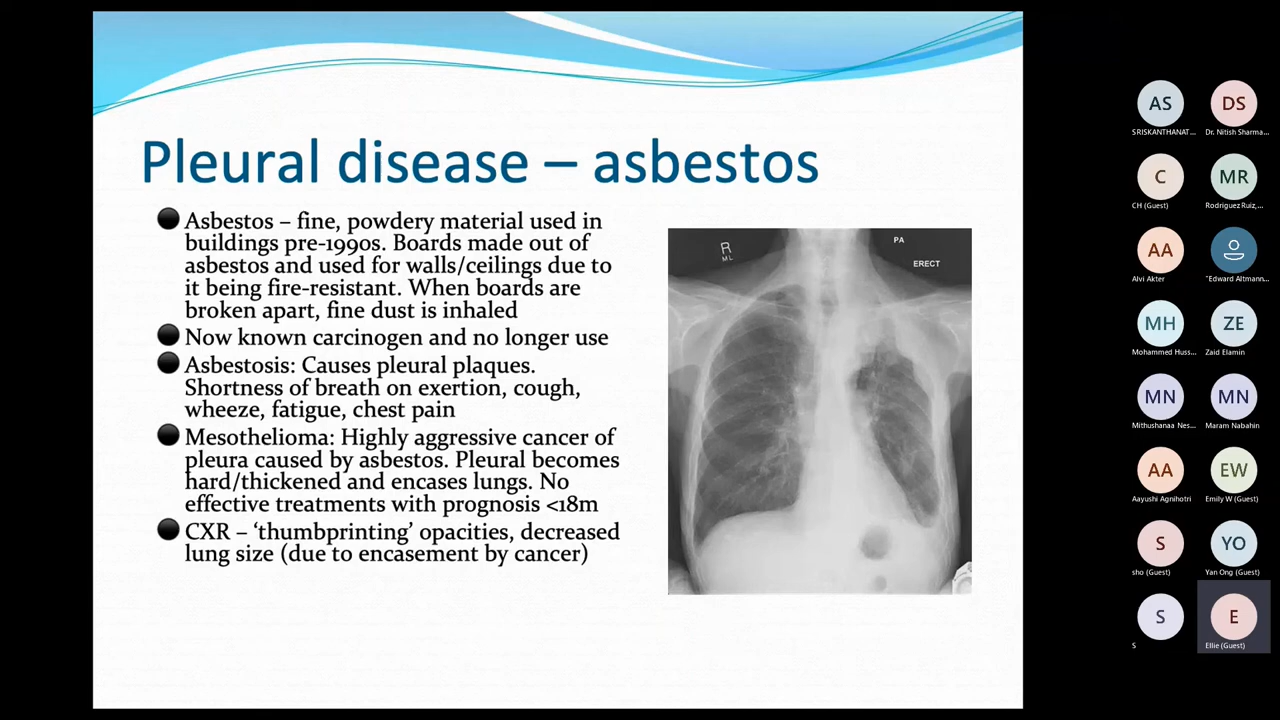 Pleural disease – asbestos
Asbestos – fine, powdery material used in
buildings pre-1990s. Boards made out of
asbestos and used for walls/ceilings due to
it being fire-resistant. When boards are
broken apart, fine dust is inhaled
Now known carcinogen and no longer use
Asbestosis: Causes pleural plaques.
Shortness of breath on exertion, cough,
wheeze, fatigue, chest pain
Mesothelioma: Highly aggressive cancer of
pleura caused by asbestos. Pleural becomes
hard/thickened and encases lungs. No
effective treatments with prognosis <18m
CXR – ‘thumbprinting’ opacities, decreased
lung size (due to encasement by cancer)
R
ML
PA
ERECT
AS
SRISKANTHANAT...
DS
Dr. Nitish Sharma...
C
CH (Guest)
MR
Rodriguez Ruiz,...
AA
Alvi Akter
"Edward Altmann...
MH
Mohammed Huss...
ZE
Zaid Elamin
MN
Mithushanaa Nes...
MN
Maram Nabahin
AA
Aayushi Agnihotri
EW
Emily W (Guest)
S
sho (Guest)
YO
Yan Ong (Guest)
S
S
E
Ellie (Guest)